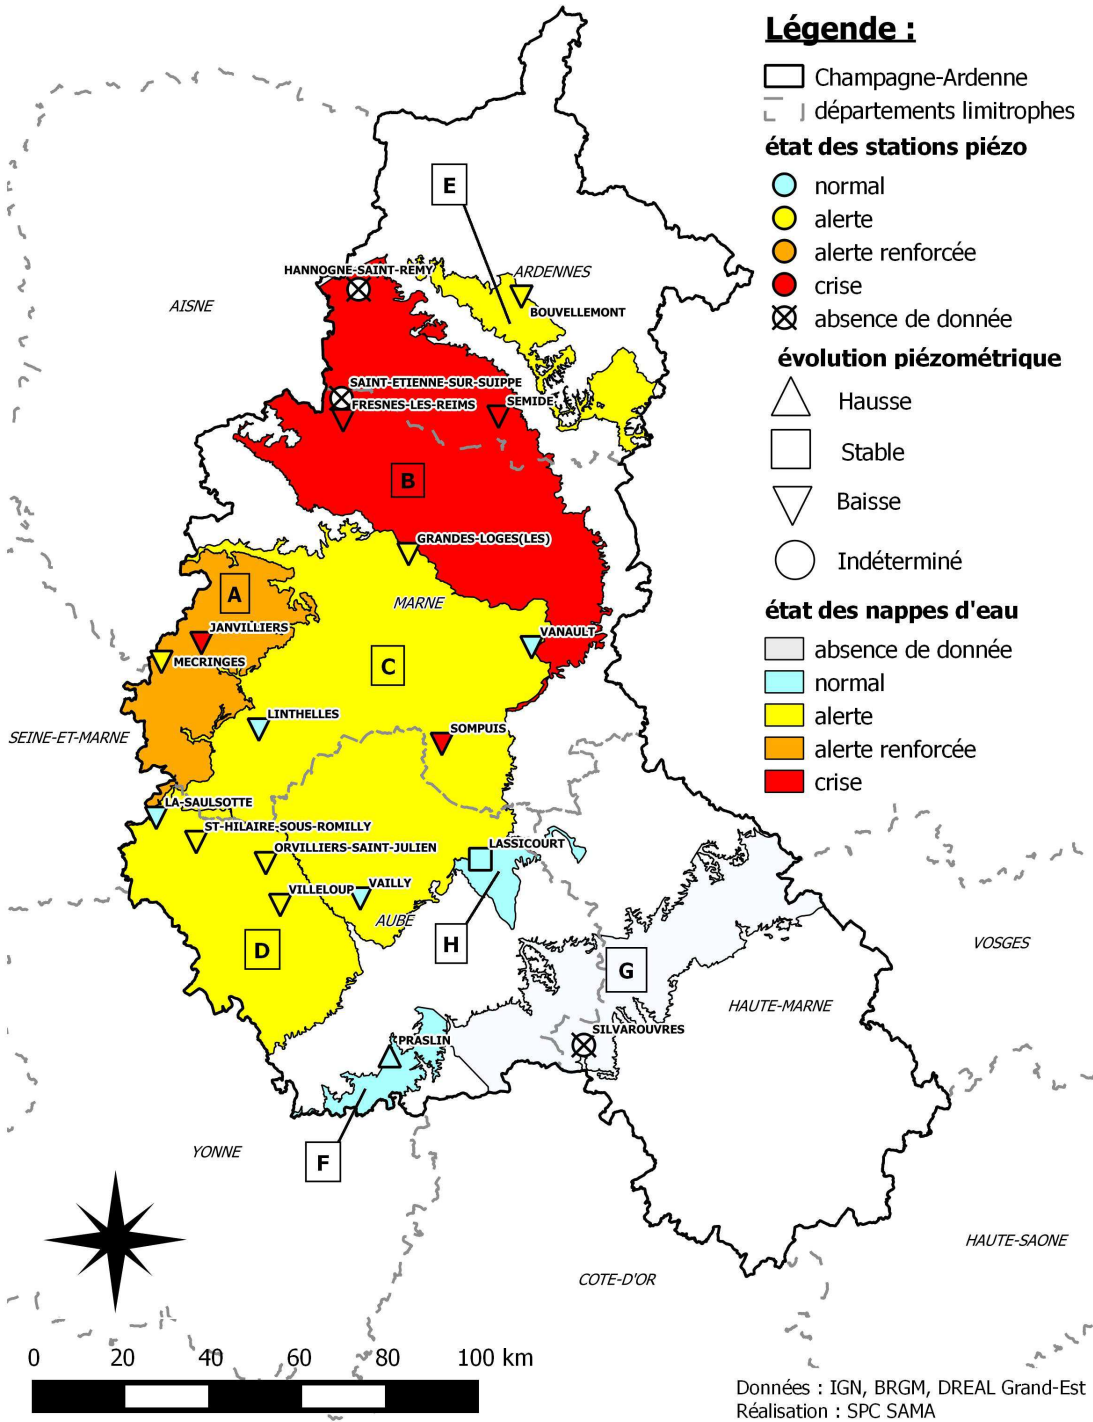 Légende :
Champagne-Ardenne
départements limitrophes
état des stations piézo
normal
alerte
alerte renforcée
crise
absence de donnée
évolution piézométrique
Hausse
Stable
Baisse
Indéterminé
état des nappes d'eau
absence de donnée
normal
alerte
alerte renforcée
crise
E
HANNOGNE-SAINT-REMY
ARDENNES
AISNE
BOUVELLEMONT
SAINT-ETIENNE-SUR-SUIPPE
FRESNES-LES-REIMS
SEMIDE
B
GRANDES-LOGES(LES)
A
MARNE
JANVILLIERS
VANAULT
MECRINGES
C
LINTHELLES
SOMPUIS
SEINE-ET-MARNE
LA-SAULSOTTE
ST-HILAIRE-SOUS-ROMILLY
ORVILLIERS-SAINT-JULIEN
LASSICOURT
VILLELOUP
VAILLY
AUBE
D
H
G
VOSGES
HAUTE-MARNE
SILVAROUVRES
PRASLIN
YONNE
F
HAUTE-SAONE
COTE-D'OR
0 20 40 60 80 100 km
Données : IGN, BRGM, DREAL Grand-Est
Réalisation : SPC SAMA